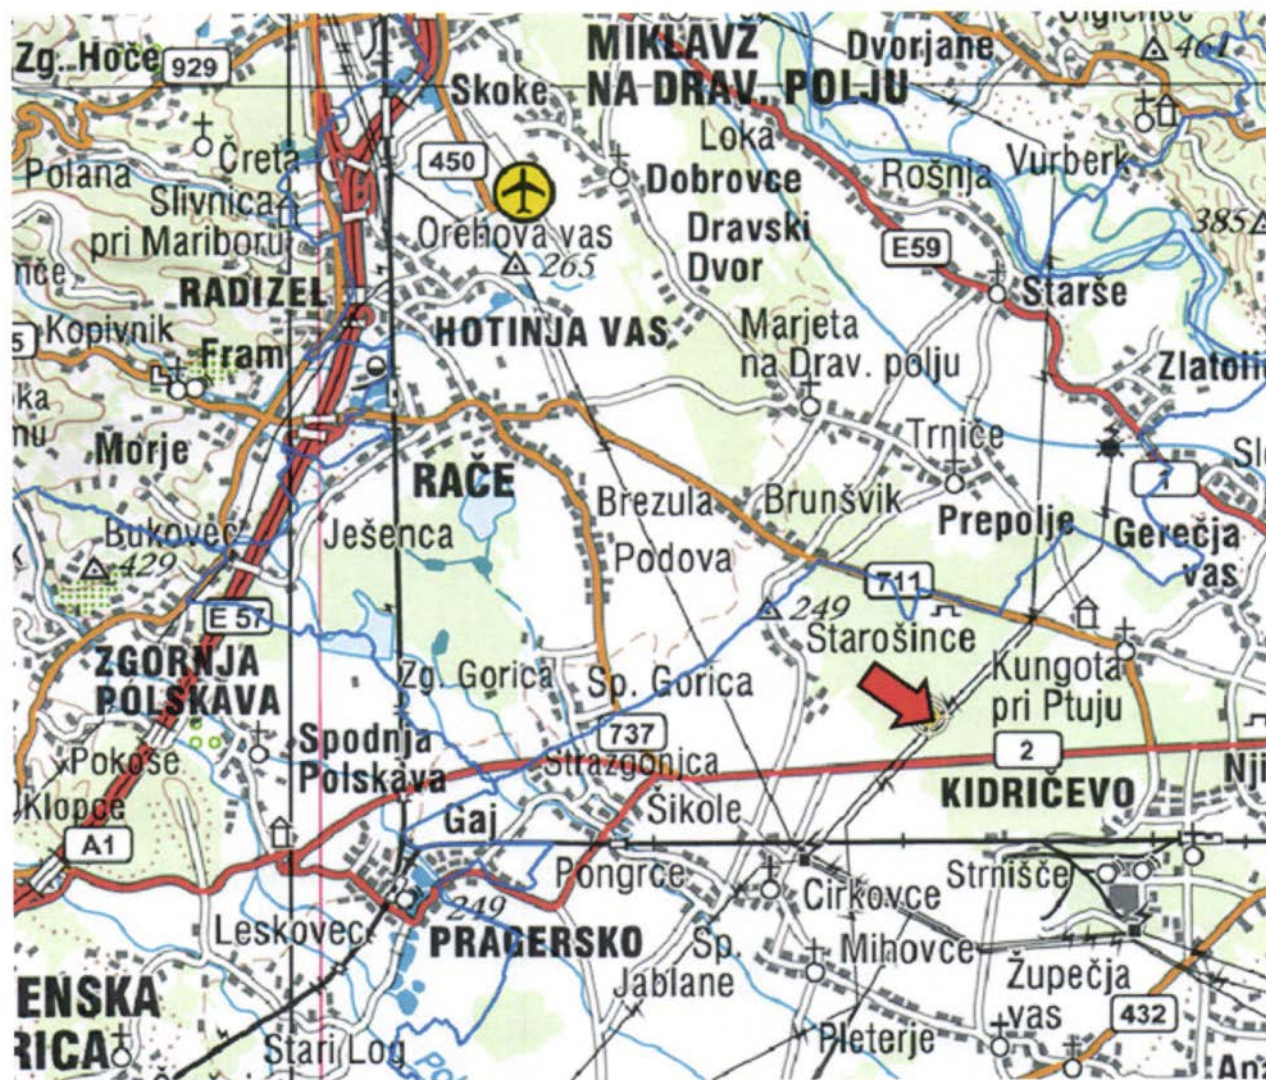 MIKLAVŽ
NA DRAV. POLJU
Dvorjane
461
Zg. Hoče
929
Skoke
Loka
Vurberk
Rošnja
Polana
Čreta
450
Dobrovce
Slivnica
pri Mariboru
Orehova vas
265
Dravski
Dvor
E59
385
RADIZEL
Starše
Kopivnik
Fram
HOTINJA VAS
Marjeta
na Drav. polju
Morje
Trniče
RAČE
1
Brezula
Brunšvik
Prepolje
Gerečja
vas
Bukovec
429
Ješenca
Podova
711
249
Starošince
E 57
ZGORNJA
POLSKAVA
Zg. Gorica
Sp. Gorica
Kungota
pri Ptuju
737
2
Spodnja
Polskava
Pokoše
Stražgonica
KIDRIČEVO
Klopce
Šikole
Gaj
A1
Pongrce
Cirkovce
Strnišče
249
Leskovec
PRAGERSKO
Sp.
Jablane
Mihovce
Župečja
vas
432
Pleterje
Stari Log